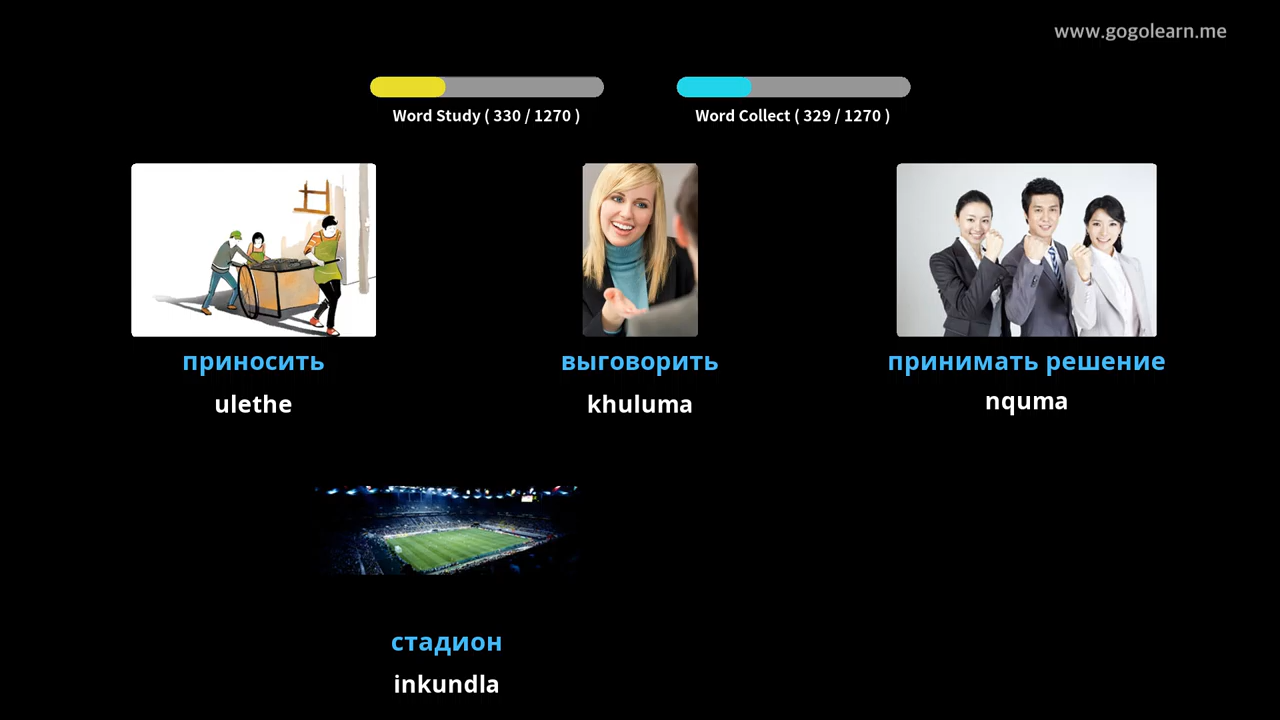 www.gogolearn.me
Word Study ( 330 / 1270 )
Word Collect ( 329 / 1270 )
приносить
выговорить
принимать решение
ulethe
khuluma
nquma
стадион
inkundla